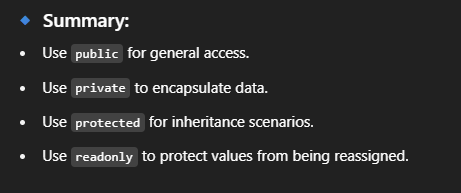 Summary:
Use public for general access.
Use private to encapsulate data.
Use protected for inheritance scenarios.
Use readonly to protect values from being reassigned.